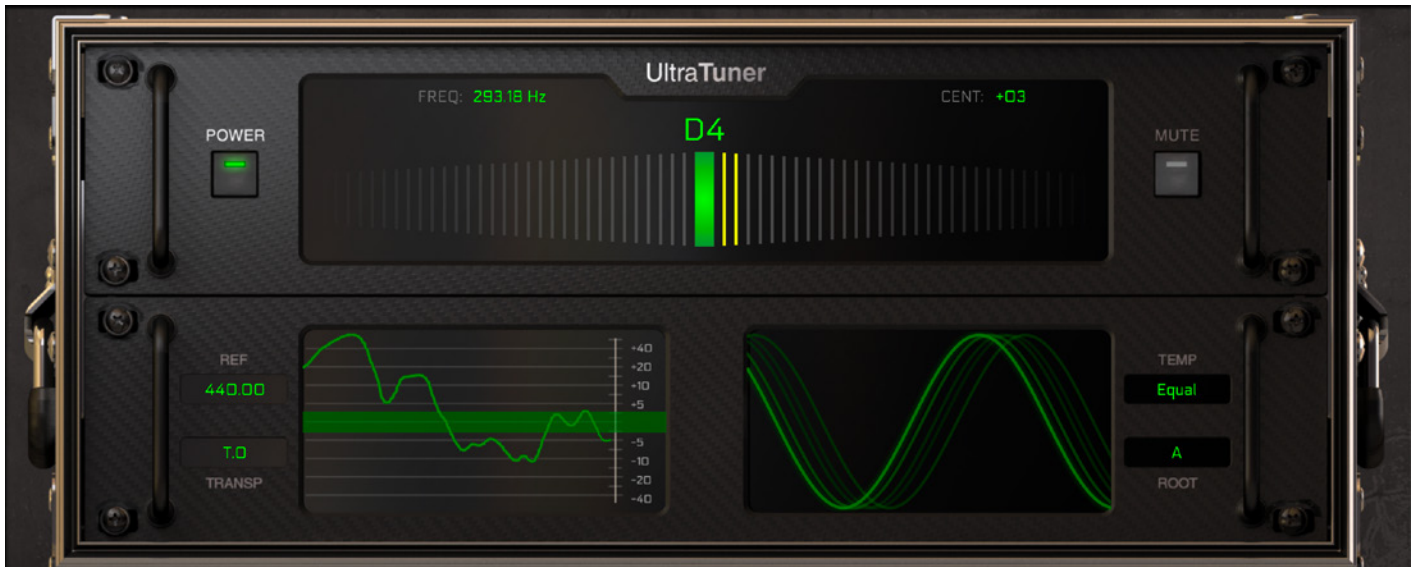 UltraTuner
FREQ: 293.18 Hz
CENT: +03
D4
POWER
MUTE
REF
440.00
T.0
TRANSP
+40
+20
+10
+5
-5
-10
-20
-40
TEMP
Equal
A
ROOT